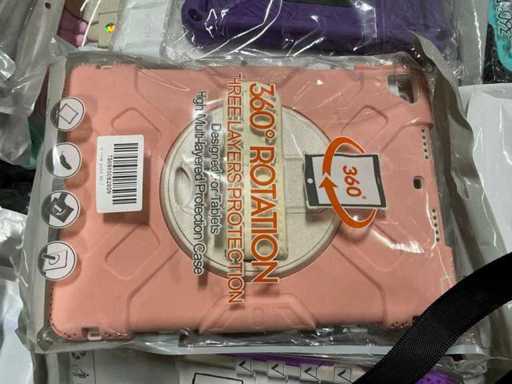 360° ROTATION
THREE LAYERS PROTECTION
Designed for Tablets
High Multi-layered Protection Case
360°